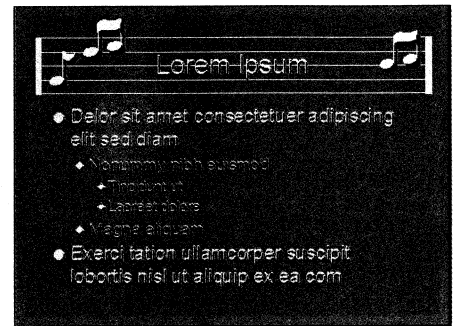 Lorem Ipsum
Delor sit amet consectetuer adipiscing
elit sed diam
Nonummy nibh euismod
Tincidunt ut
Laoreet dolore
Magna aliquam
Exerci tation ullamcorper suscipit
lobortis nisl ut aliquip ex ea com